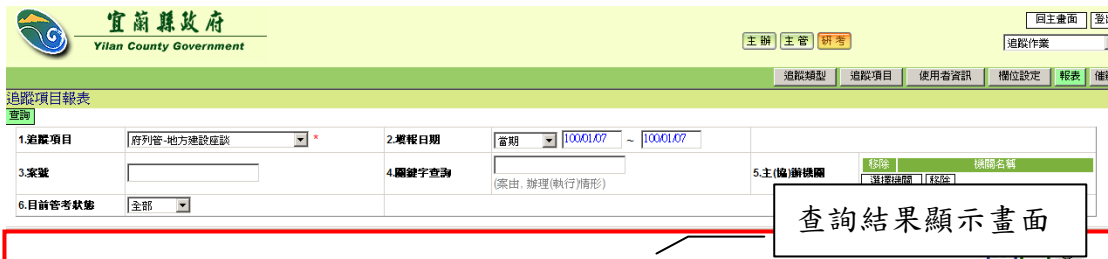 宜蘭縣政府
Yilan County Government
回主畫面
主辦 主管 研考
追蹤作業
追蹤類型 追蹤項目 使用者資訊 欄位設定 報表
追蹤項目報表
查詢
1.追蹤項目 府列管-地方建設座談 * 2.填報日期 當期 100/01/07 ~ 100/01/07
3.案號 4.關鍵字查詢 (案由, 辦理(執行)情形) 5.主(協)辦機關 移除 機關名稱
選擇機關 移除
6.目前管考狀態 全部
查詢結果顯示畫面